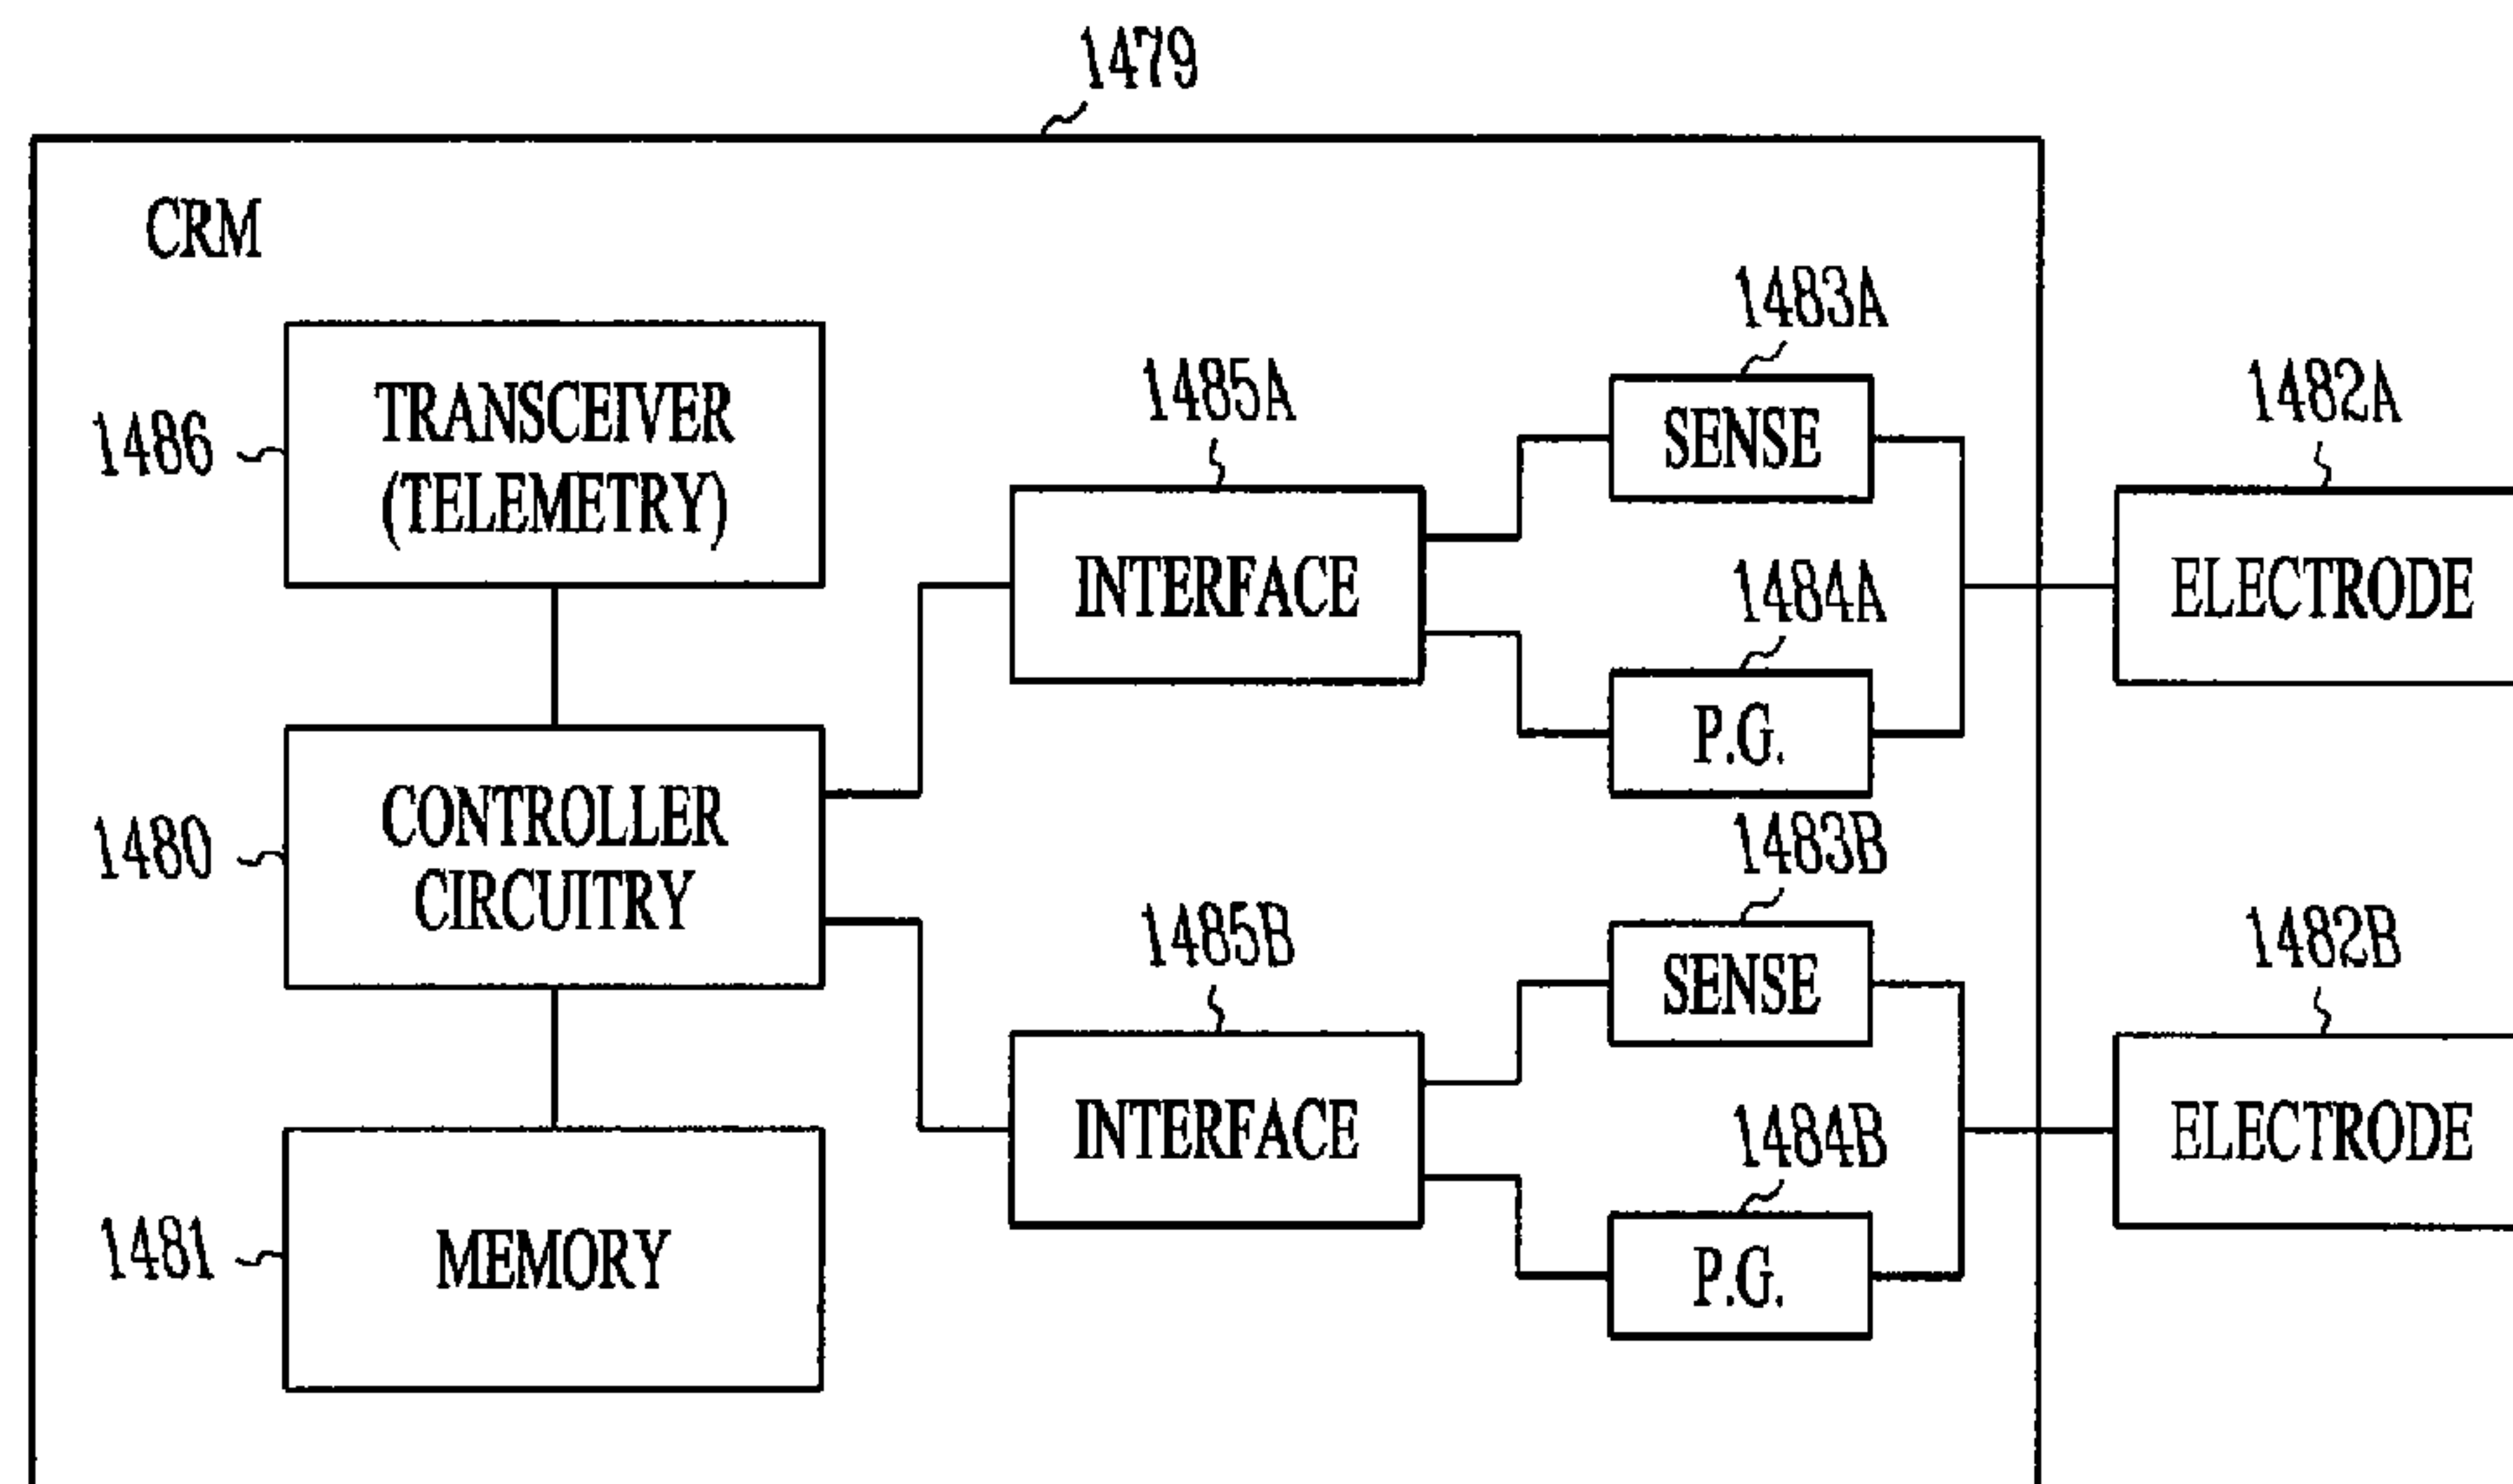 1479
CRM
1483A
1485A
1482A
TRANSCEIVER
(TELEMETRY)
1486
SENSE
INTERFACE
1484A
ELECTRODE
P.G.
CONTROLLER
CIRCUITRY
1480
1483B
1485B
1482B
SENSE
INTERFACE
1484B
ELECTRODE
1481
MEMORY
P.G.